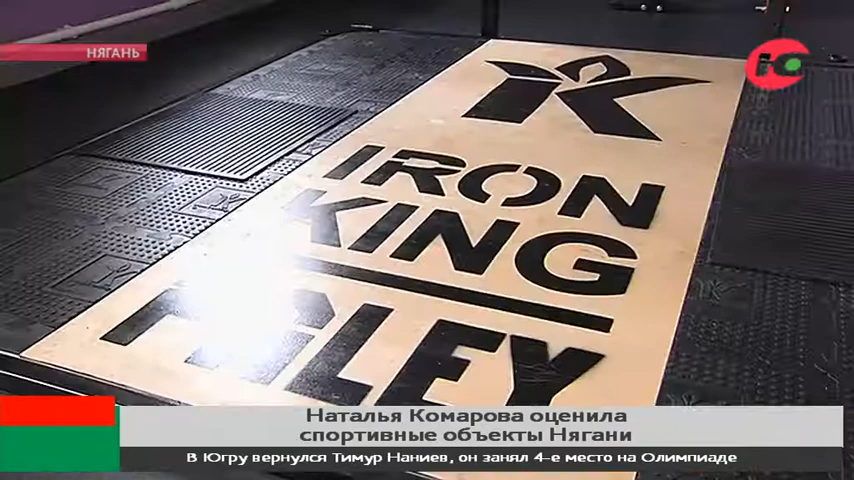 НЯГАНЬ
Ю
IRON
KING
Наталья Комарова оценила
спортивные объекты Нягани
В Югру вернулся Тимур Наниев, он занял 4-е место на Олимпиаде